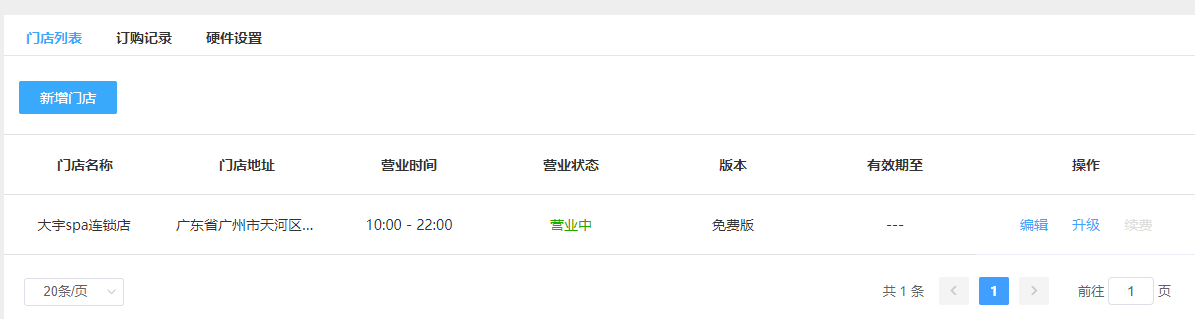 门店列表 订购记录 硬件设置
新增门店
门店名称 门店地址 营业时间 营业状态 版本 有效期至 操作
大宇spa连锁店 广东省广州市天河区... 10:00 - 22:00 营业中 免费版 --- 编辑 升级 续费
20条/页 共 1 条 1 前往 1 页